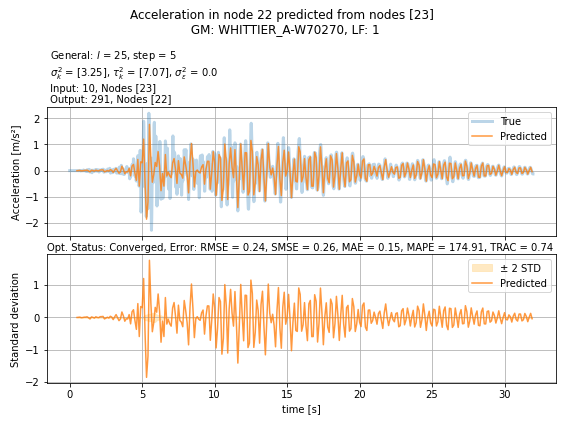 Acceleration in node 22 predicted from nodes [23]
GM: WHITTIER_A-W70270, LF: 1
General: l = 25, step = 5
σ²ₖ = [3.25], τ²ₖ = [7.07], σ²ε = 0.0
Input: 10, Nodes [23]
Output: 291, Nodes [22]
Acceleration [m/s²]
2
1
0
−1
−2
True
Predicted
Opt. Status: Converged, Error: RMSE = 0.24, SMSE = 0.26, MAE = 0.15, MAPE = 174.91, TRAC = 0.74
Standard deviation
1
0
−1
−2
± 2 STD
Predicted
0 5 10 15 20 25 30
time [s]